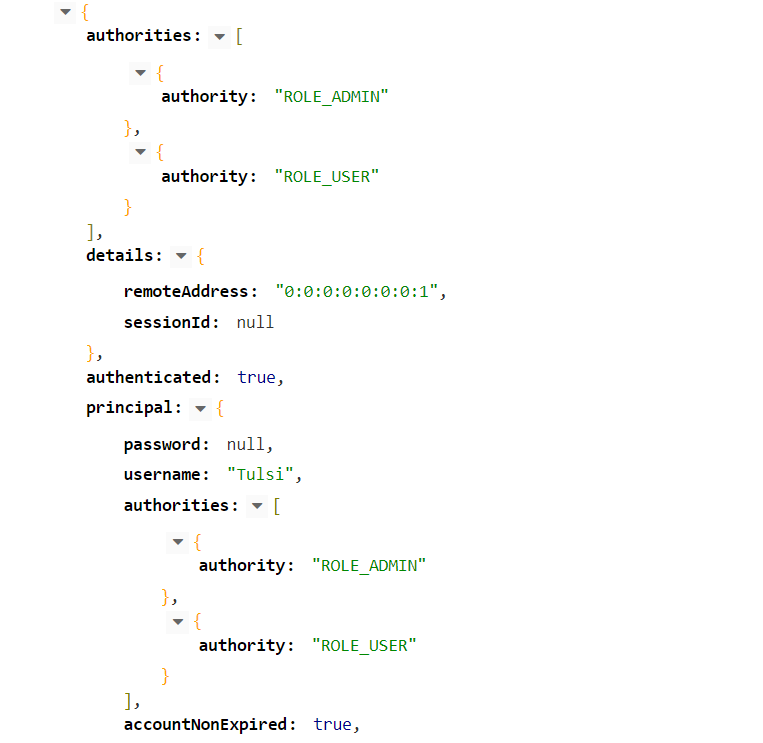 {
authorities: [
{
authority: "ROLE_ADMIN"
},
{
authority: "ROLE_USER"
}
],
details: {
remoteAddress: "0:0:0:0:0:0:0:1",
sessionId: null
},
authenticated: true,
principal: {
password: null,
username: "Tulsi",
authorities: [
{
authority: "ROLE_ADMIN"
},
{
authority: "ROLE_USER"
}
],
accountNonExpired: true,